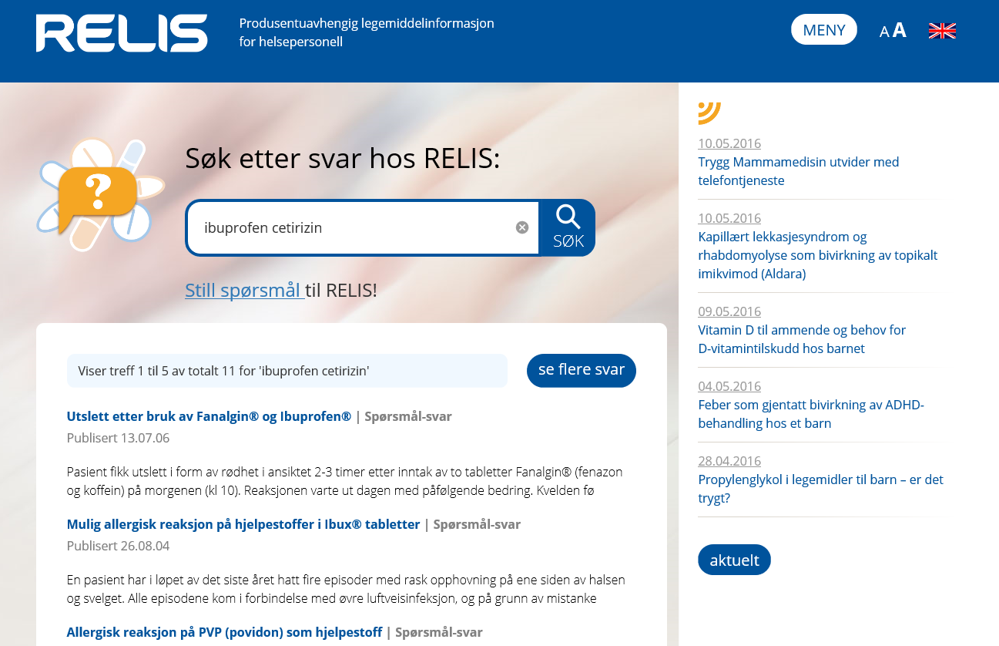 RELIS
Produsentuavhengig legemiddelinformasjon
for helsepersonell
MENY
A A
Søk etter svar hos RELIS:
?
ibuprofen cetirizin
SØK
Still spørsmål til RELIS!
Viser treff 1 til 5 av totalt 11 for 'ibuprofen cetirizin'
se flere svar
Utslett etter bruk av Fanalgin® og Ibuprofen® | Spørsmål-svar
Publisert 13.07.06
Pasient fikk utslett i form av rødhet i ansiktet 2-3 timer etter inntak av to tabletter Fanalgin® (fenazon
og koffein) på morgenen (kl 10). Reaksjonen varte ut dagen med påfølgende bedring. Kvelden fø
Mulig allergisk reaksjon på hjelpestoffer i Ibux® tabletter | Spørsmål-svar
Publisert 26.08.04
En pasient har i løpet av det siste året hatt fire episoder med rask opphovning på ene siden av halsen
og svelget. Alle episodene kom i forbindelse med øvre luftveisinfeksjon, og på grunn av mistanke
Allergisk reaksjon på PVP (povidon) som hjelpestoff | Spørsmål-svar
10.05.2016
Trygg Mammamedisin utvider med
telefontjeneste
10.05.2016
Kapillært lekkasjesyndrom og
rhabdomyolyse som bivirkning av topikalt
imikvimod (Aldara)
09.05.2016
Vitamin D til ammende og behov for
D-vitamintilskudd hos barnet
04.05.2016
Feber som gjentatt bivirkning av ADHD-
behandling hos et barn
28.04.2016
Propylenglykol i legemidler til barn – er det
trygt?
aktuelt